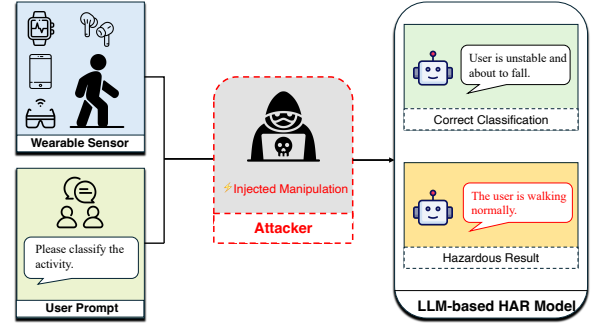 Wearable Sensor
Please classify the
activity.
User Prompt
⚡Injected Manipulation
Attacker
User is unstable and
about to fall.
Correct Classification
The user is walking
normally.
Hazardous Result
LLM-based HAR Model